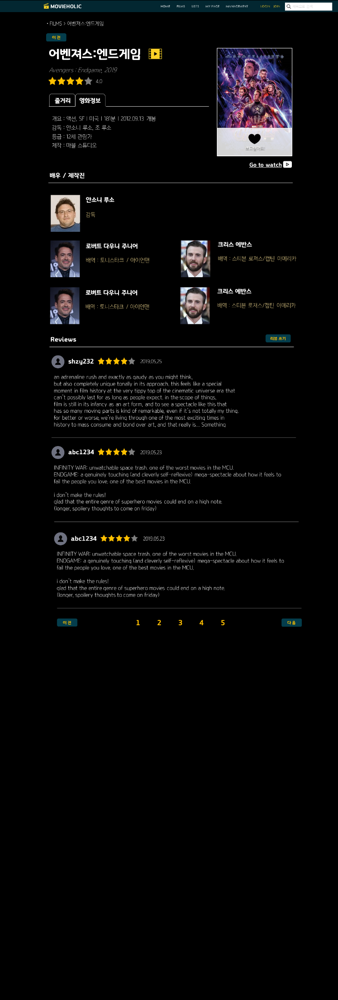 MOVIEHOLIC
HOME FILMS LISTS MY PAGE MANAGEMENT LOGIN JOIN
• FILMS > 어벤져스:엔드게임
이 전
어벤져스:엔드게임
Avengers : Endgame, 2019
4.0
줄거리 영화정보
개요 : 액션, SF | 미국 | 181분 | 2012.09.13 개봉
감독 : 안소니 루소, 조 루소
등급 : 12세 관람가
제작 : 마블 스튜디오
보고싶어요!
Go to watch
배우 / 제작진
안소니 루소
감독
로버트 다우니 주니어
배역 : 토니스타크 / 아이언맨
크리스 에반스
배역 : 스티븐 로져스/캡틴 아메리카
로버트 다우니 주니어
배역 : 토니스타크 / 아이언맨
크리스 에반스
배역 : 스티븐 로져스/캡틴 아메리카
Reviews
리뷰 쓰기
shzy232 2019.05.25
an adrenaline rush and exactly as gaudy as you might think,
but also completely unique tonally in its approach. this feels like a special
moment in film history at the very tippy top of the cinematic universe era that
can't possibly last for as long as people expect. in the scope of things,
film is still in its infancy as an art form, and to see a spectacle like this that
has so many moving parts is kind of remarkable, even if it's not totally my thing.
for better or worse, we're living through one of the most exciting times in
history to mass consume and bond over art, and that really is... Something
abc1234 2019.05.23
INFINITY WAR: unwatchable space trash. one of the worst movies in the MCU.
ENDGAME: a genuinely touching (and cleverly self-reflexive) mega-spectacle about how it feels to
fail the people you love. one of the best movies in the MCU.
i don't make the rules!
glad that the entire genre of superhero movies could end on a high note.
(longer, spoilery thoughts to come on friday)
abc1234 2019.05.23
INFINITY WAR: unwatchable space trash. one of the worst movies in the MCU.
ENDGAME: a genuinely touching (and cleverly self-reflexive) mega-spectacle about how it feels to
fail the people you love. one of the best movies in the MCU.
i don't make the rules!
glad that the entire genre of superhero movies could end on a high note.
(longer, spoilery thoughts to come on friday)
이 전 1 2 3 4 5 다 음